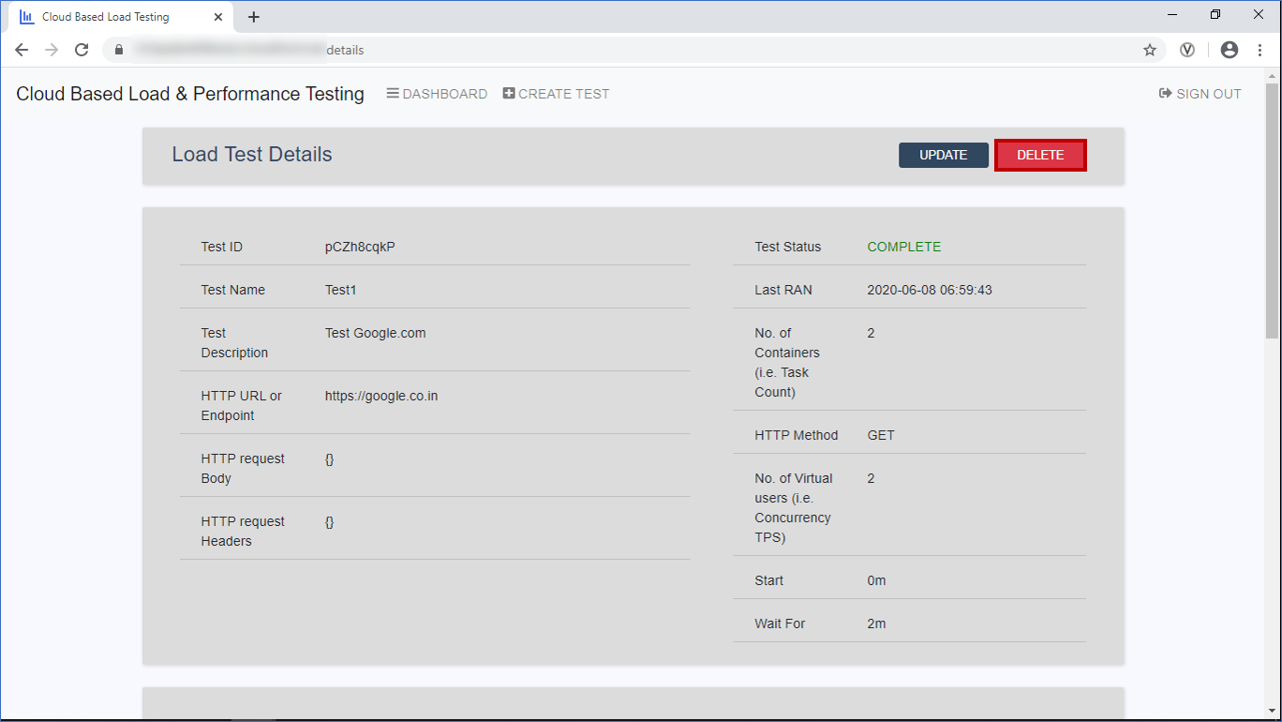 Cloud Based Load Testing
details
Cloud Based Load & Performance Testing
DASHBOARD
CREATE TEST
SIGN OUT
Load Test Details
UPDATE
DELETE
Test ID
pCZh8cqkP
Test Name
Test1
Test
Description
Test Google.com
HTTP URL or
Endpoint
https://google.co.in
HTTP request
Body
{}
HTTP request
Headers
{}
Test Status
COMPLETE
Last RAN
2020-06-08 06:59:43
No. of
Containers
(i.e. Task
Count)
2
HTTP Method
GET
No. of Virtual
users (i.e.
Concurrency
TPS)
2
Start
0m
Wait For
2m